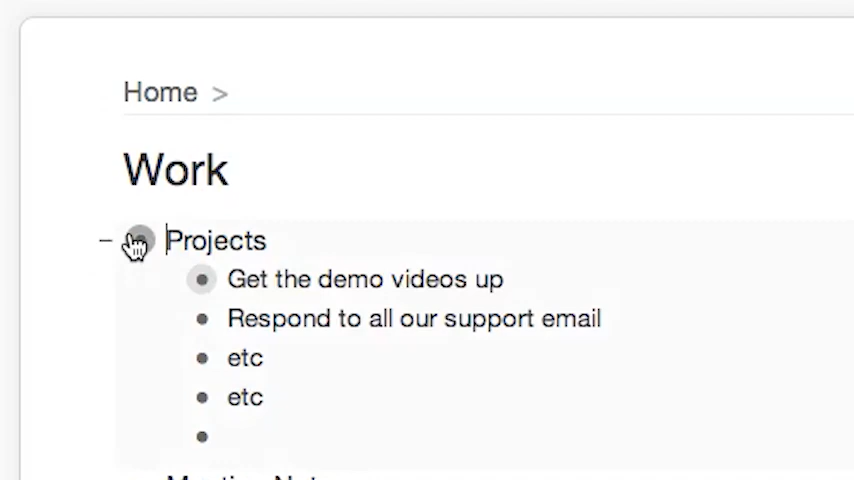 Home >
Work
Projects
Get the demo videos up
Respond to all our support email
etc
etc